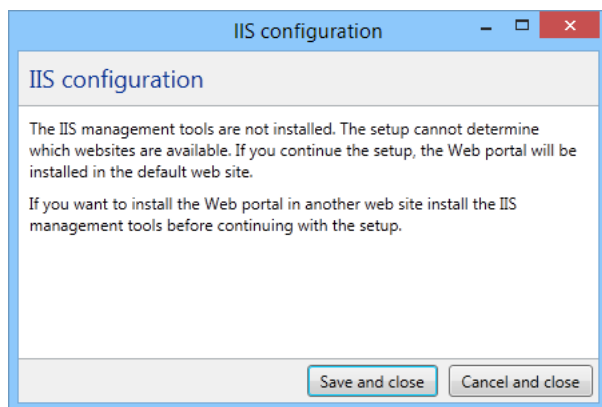 IIS configuration
IIS configuration
The IIS management tools are not installed. The setup cannot determine
which websites are available. If you continue the setup, the Web portal will be
installed in the default web site.
If you want to install the Web portal in another web site install the IIS
management tools before continuing with the setup.
Save and close Cancel and close